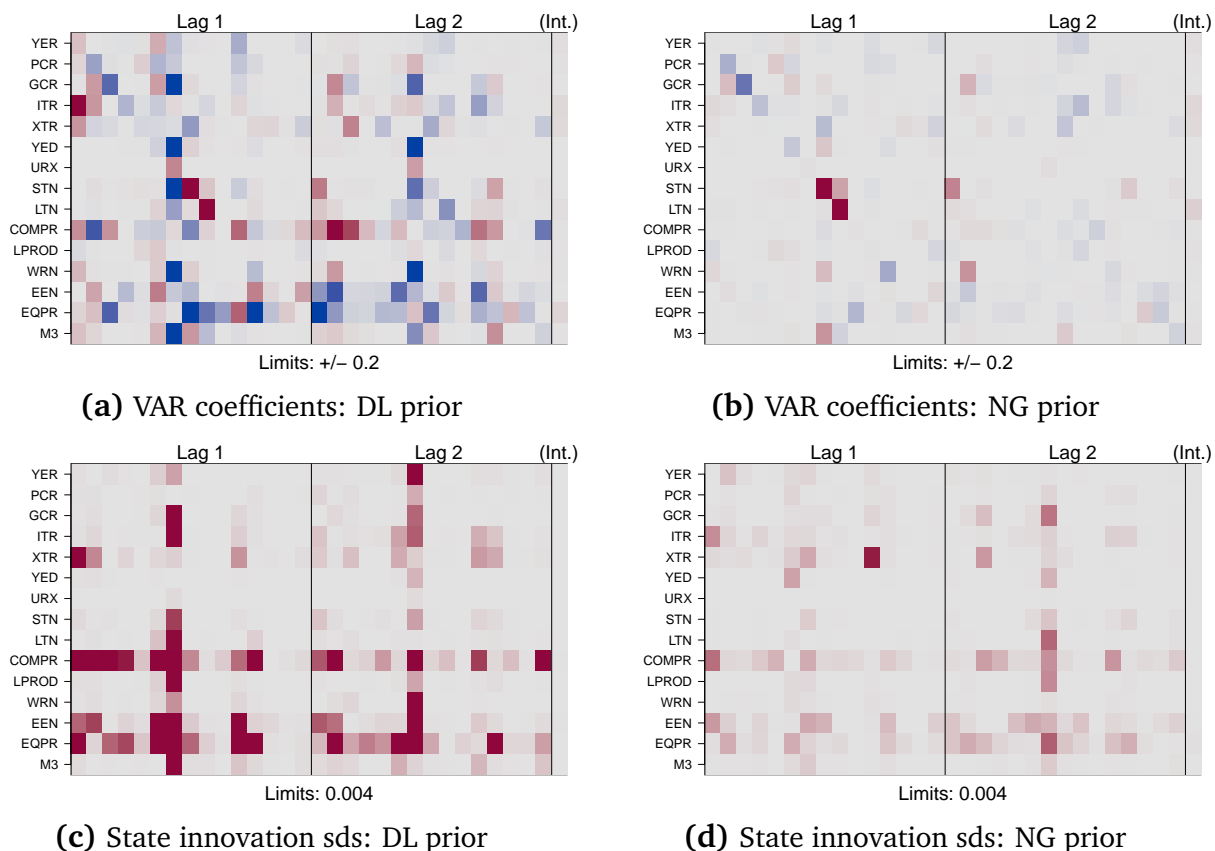 Lag 1 Lag 2 (Int.)
YER
PCR
GCR
ITR
XTR
YED
URX
STN
LTN
COMPR
LPROD
WRN
EEN
EQPR
M3
Limits: +/− 0.2
(a) VAR coefficients: DL prior
Lag 1 Lag 2 (Int.)
YER
PCR
GCR
ITR
XTR
YED
URX
STN
LTN
COMPR
LPROD
WRN
EEN
EQPR
M3
Limits: +/− 0.2
(b) VAR coefficients: NG prior
Lag 1 Lag 2 (Int.)
YER
PCR
GCR
ITR
XTR
YED
URX
STN
LTN
COMPR
LPROD
WRN
EEN
EQPR
M3
Limits: 0.004
(c) State innovation sds: DL prior
Lag 1 Lag 2 (Int.)
YER
PCR
GCR
ITR
XTR
YED
URX
STN
LTN
COMPR
LPROD
WRN
EEN
EQPR
M3
Limits: 0.004
(d) State innovation sds: NG prior